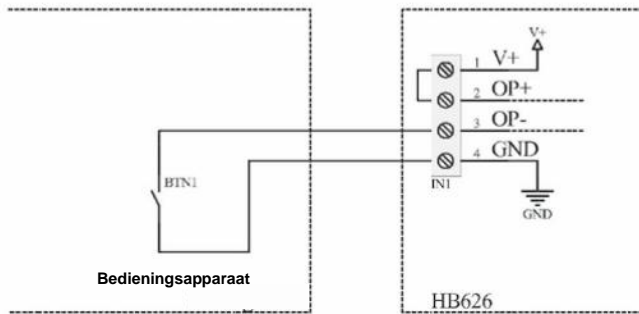 V+
1 V+
2 OP+
3 OP-
4 GND
BTN1
IN1
GND
Bedieningsapparaat
HB626